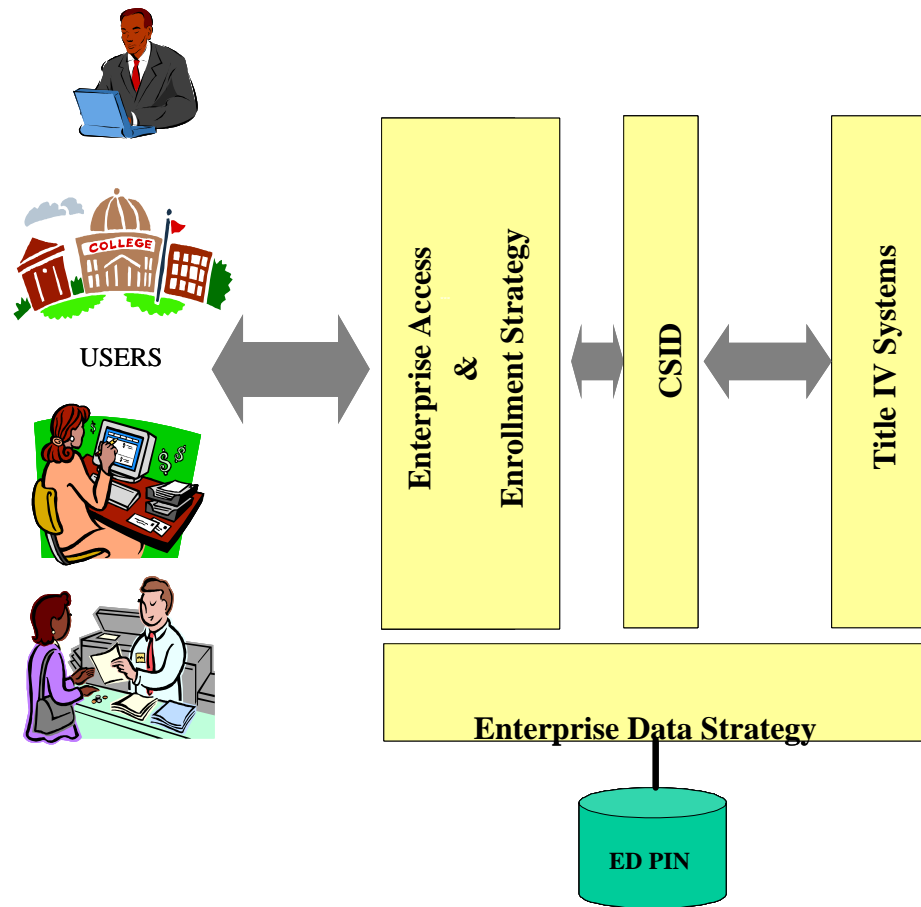 COLLEGE
USERS
Enterprise Access
&
Enrollment Strategy
CSID
Title IV Systems
Enterprise Data Strategy
ED PIN
$
$
$ $